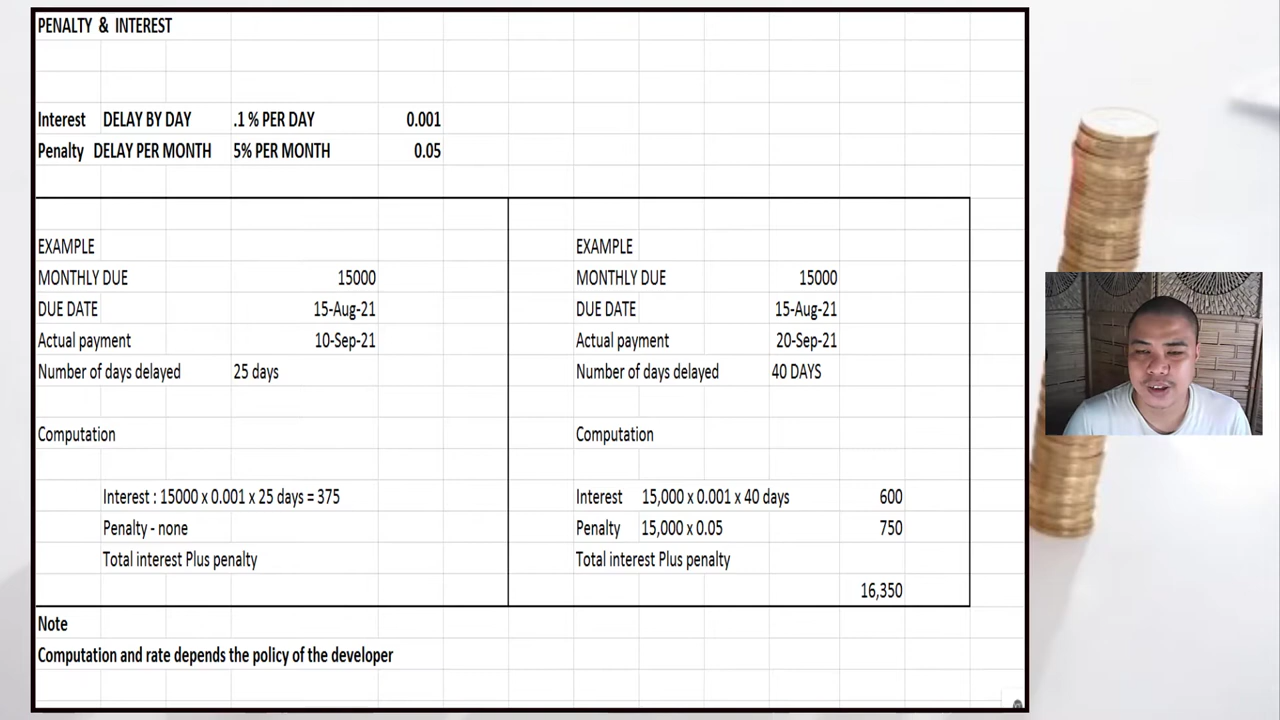 PENALTY & INTEREST
Interest DELAY BY DAY .1 % PER DAY 0.001
Penalty DELAY PER MONTH 5% PER MONTH 0.05
EXAMPLE
MONTHLY DUE 15000
DUE DATE 15-Aug-21
Actual payment 10-Sep-21
Number of days delayed 25 days
Computation
Interest : 15000 x 0.001 x 25 days = 375
Penalty - none
Total interest Plus penalty
EXAMPLE
MONTHLY DUE 15000
DUE DATE 15-Aug-21
Actual payment 20-Sep-21
Number of days delayed 40 DAYS
Computation
Interest 15,000 x 0.001 x 40 days 600
Penalty 15,000 x 0.05 750
Total interest Plus penalty
16,350
Note
Computation and rate depends the policy of the developer